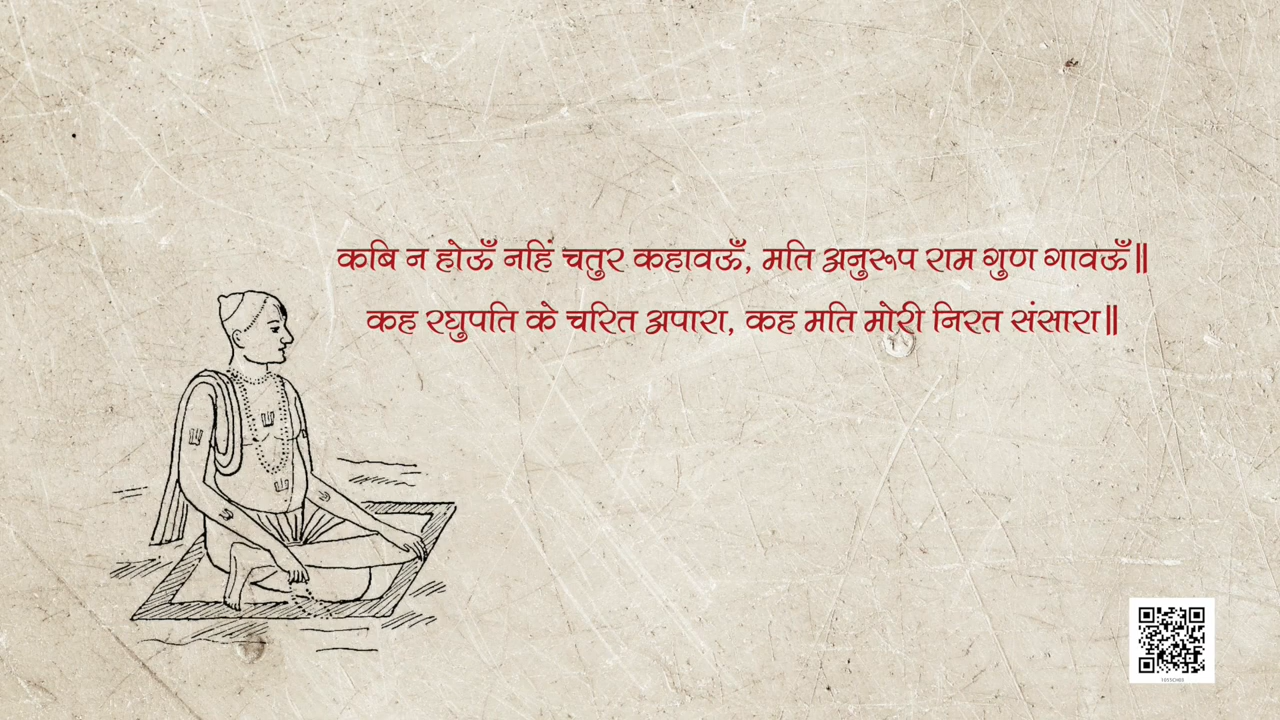 कबि न होऊँ नहिं चतुर कहावऊँ, मति अनुरूप राम गुण गावऊँ॥
कह रघुपति के चरित अपारा, कह मति मोरी निरत संसारा॥